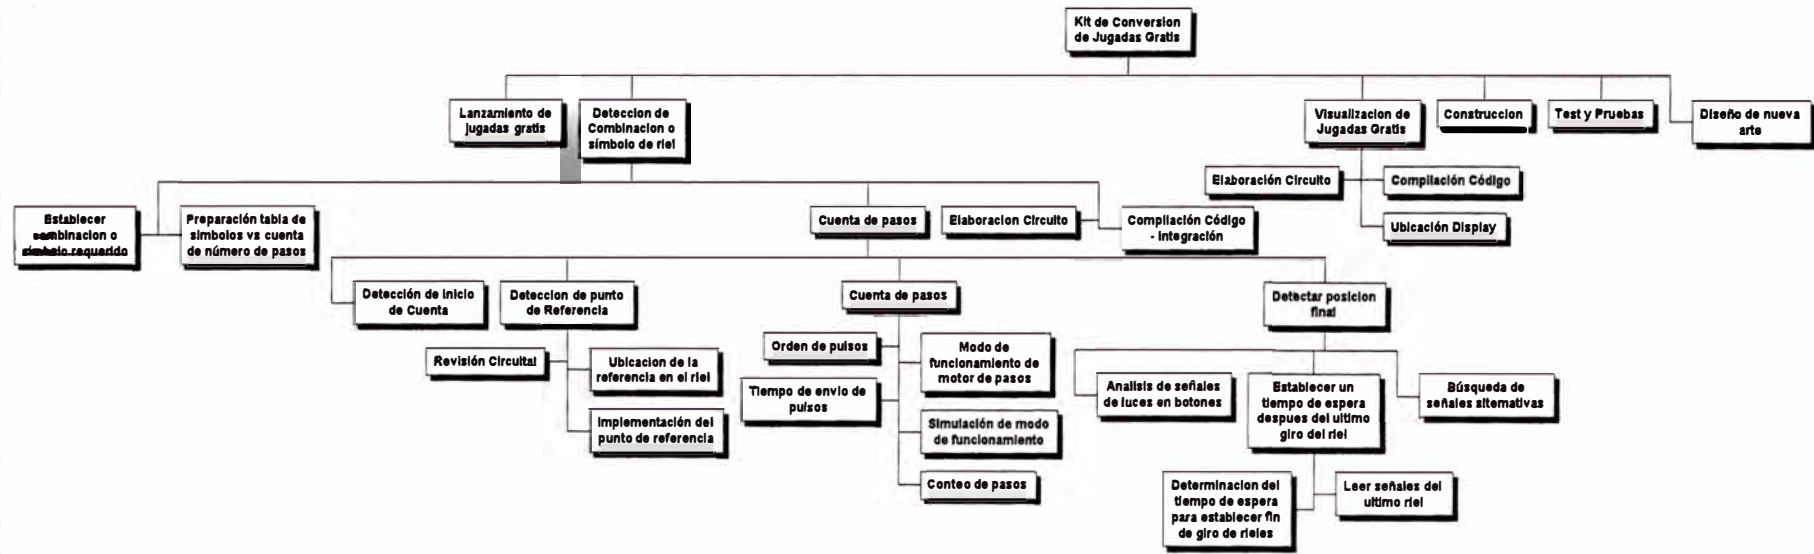 Kit de Conversion
de Jugadas Gratis
Lanzamiento de
jugadas gratis
Deteccion de
Combinacion o
símbolo de riel
Visualizacion de
Jugadas Gratis
Construccion
Test y Pruebas
Diseño de nueva
arte
Elaboración Circuito
Compilación Código
Ubicación Display
Establecer
combinacion o
símbolo requerido
Preparación tabla de
simbolos vs cuenta
de número de pasos
Cuenta de pasos
Elaboracion Circuito
Compilación Código
- Integración
Detección de inicio
de Cuenta
Deteccion de punto
de Referencia
Cuenta de pasos
Detectar posicion
final
Revisión Circuital
Ubicacion de la
referencia en el riel
Implementación del
punto de referencia
Orden de pulsos
Modo de
funcionamiento de
motor de pasos
Tiempo de envio de
pulsos
Simulación de modo
de funcionamiento
Conteo de pasos
Analisis de señales
de luces en botones
Establecer un
tiempo de espera
despues del ultimo
giro del riel
Búsqueda de
señales alternativas
Determinacion del
tiempo de espera
para establecer fin
de giro de rieles
Leer señales del
ultimo riel